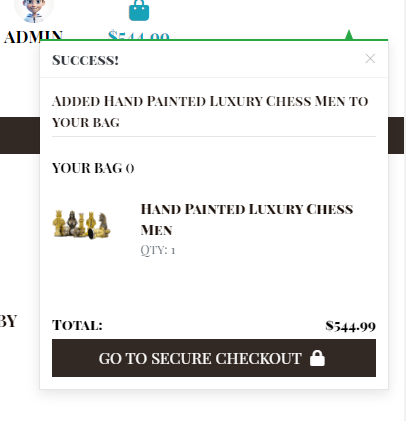 ADMIN
$544.99
SUCCESS!
ADDED HAND PAINTED LUXURY CHESS MEN TO
YOUR BAG
YOUR BAG ()
HAND PAINTED LUXURY CHESS
MEN
QTY: 1
BY
TOTAL: $544.99
GO TO SECURE CHECKOUT